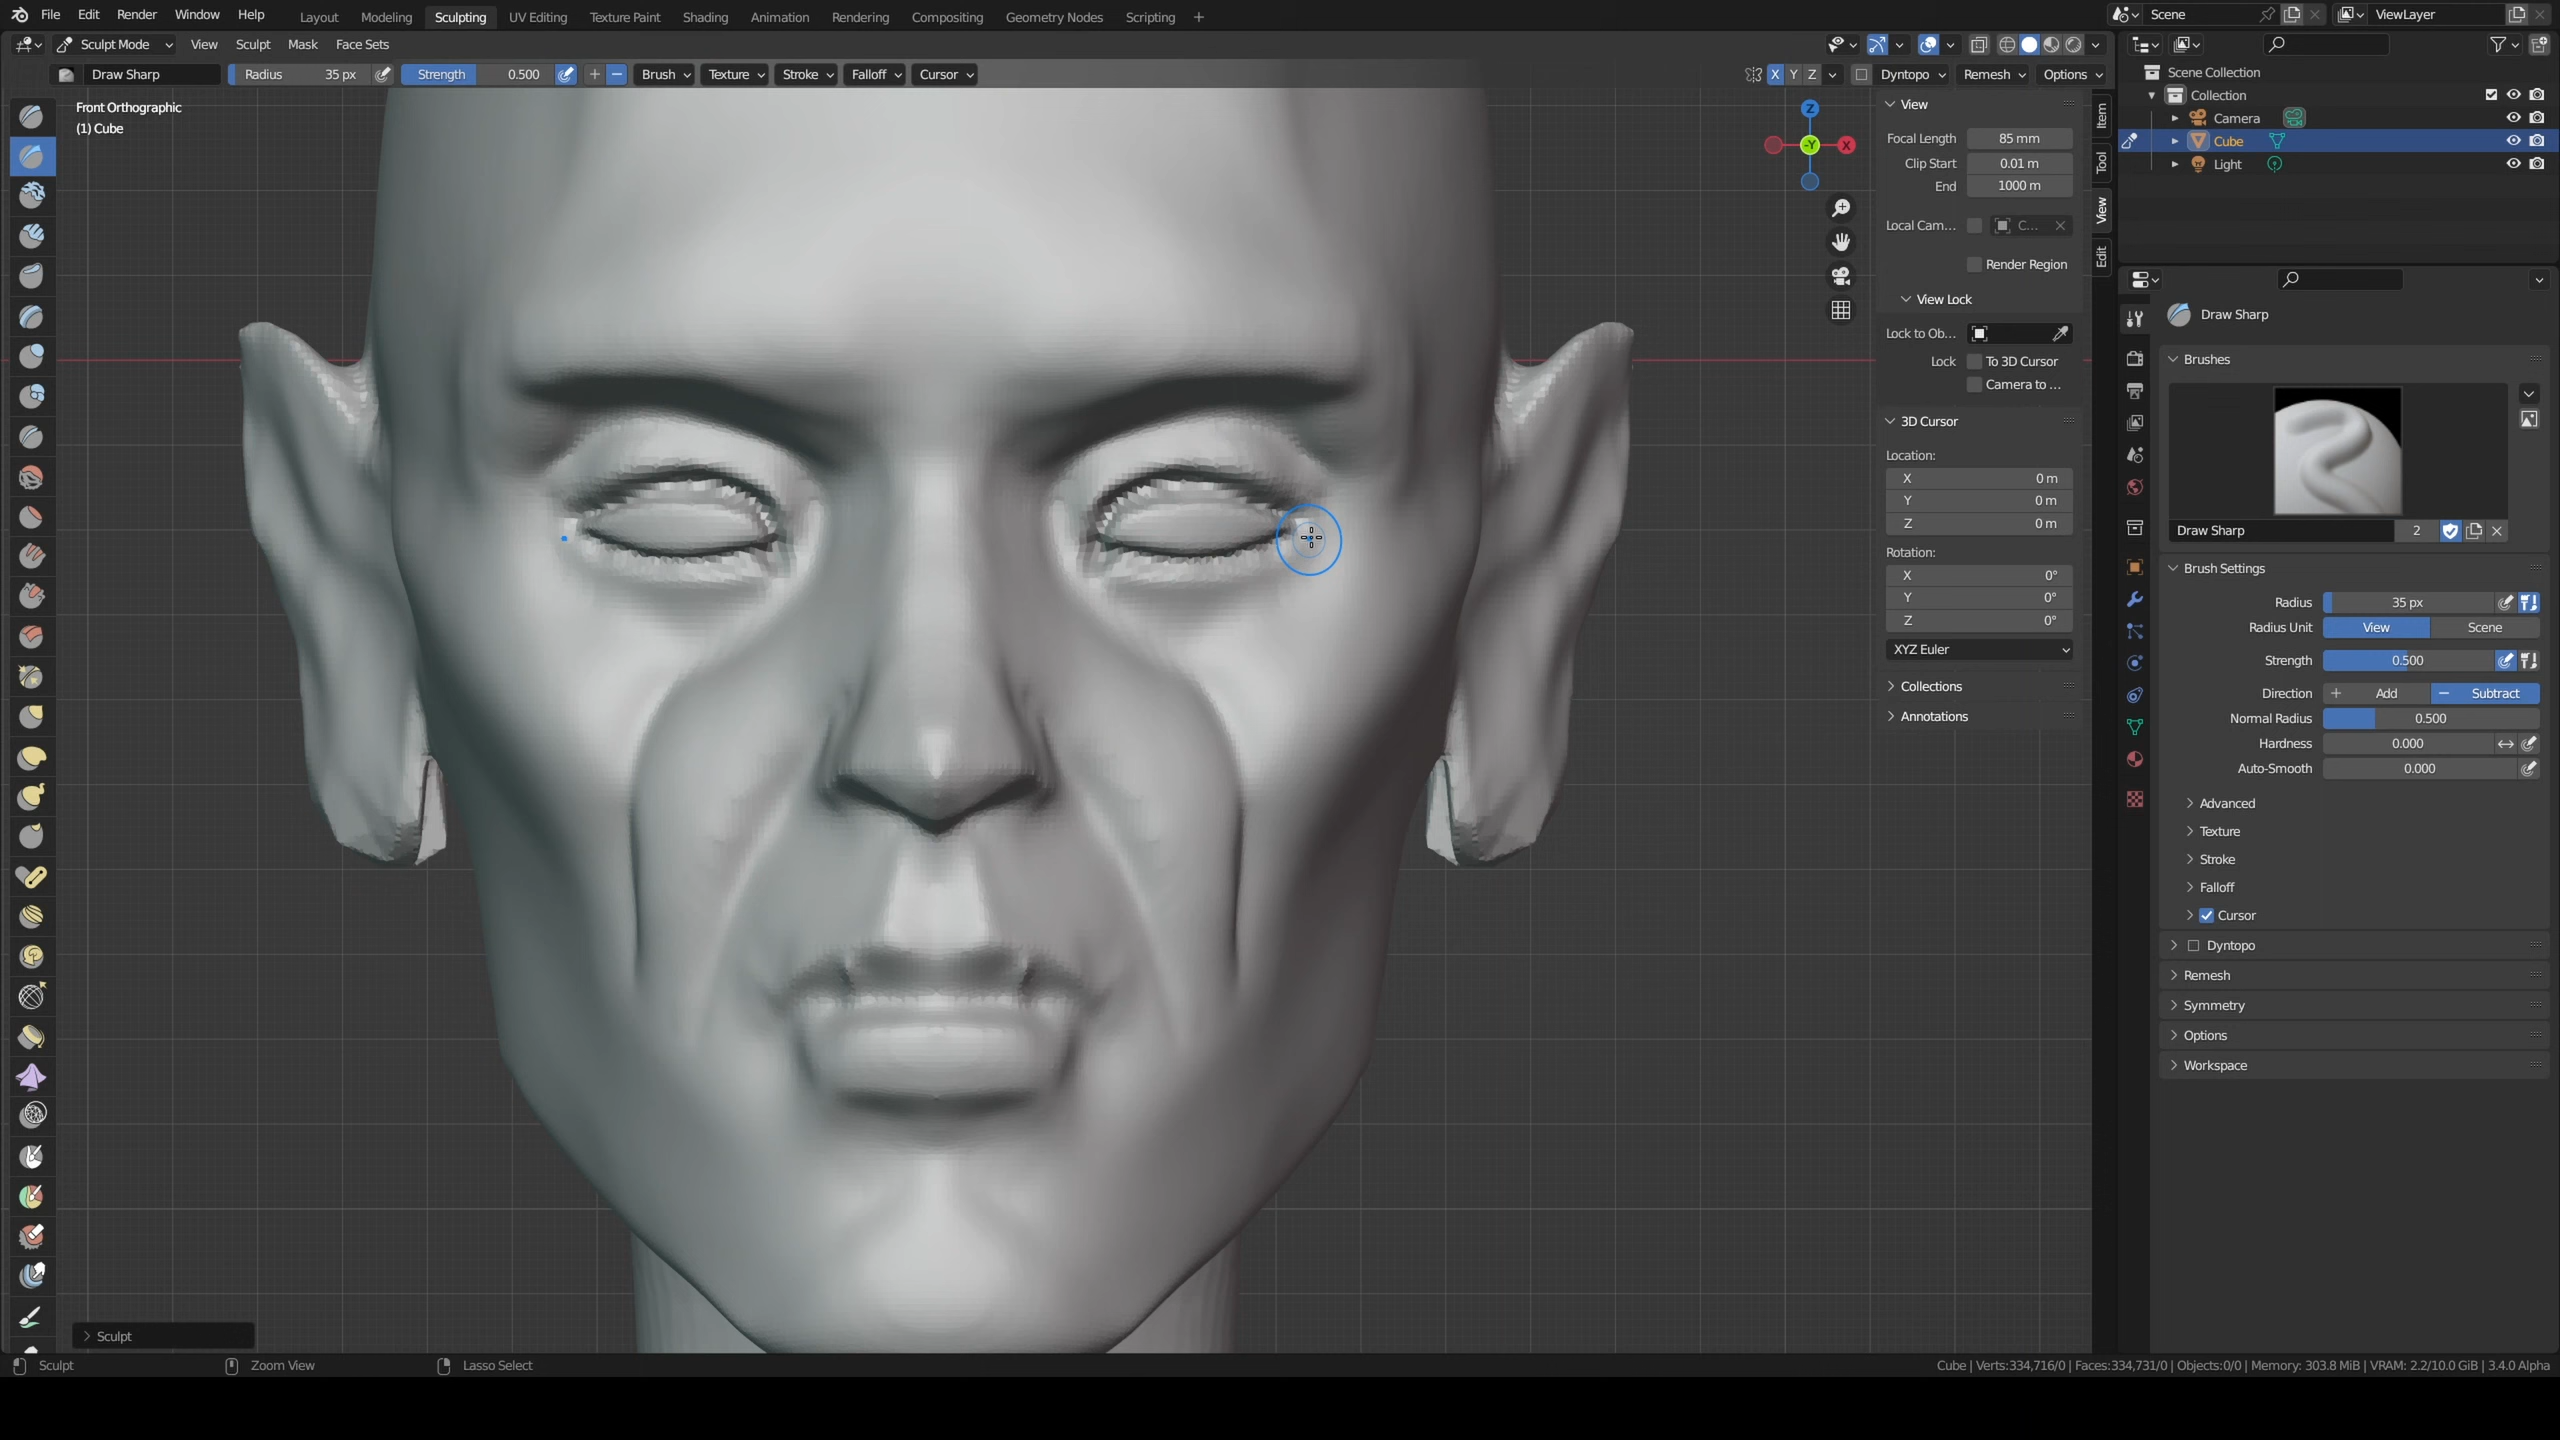 File Edit Render Window Help Layout Modeling Sculpting UV Editing Texture Paint Shading Animation Rendering Compositing Geometry Nodes Scripting + Scene ViewLayer
Sculpt Mode View Sculpt Mask Face Sets
Draw Sharp Radius 35 px Strength 0.500 Brush Texture Stroke Falloff Cursor X Y Z Dyntopo Remesh Options
Front Orthographic
(1) Cube
Z
-Y
X
View
Focal Length 85 mm
Clip Start 0.01 m
End 1000 m
Local Cam... C...
Render Region
View Lock
Lock to Ob...
Lock To 3D Cursor
Camera to ...
3D Cursor
Location:
X 0 m
Y 0 m
Z 0 m
Rotation:
X 0°
Y 0°
Z 0°
XYZ Euler
Collections
Annotations
Item
Tool
View
Edit
Scene Collection
Collection
Camera
Cube
Light
Draw Sharp
Brushes
Draw Sharp 2
Brush Settings
Radius 35 px
Radius Unit View Scene
Strength 0.500
Direction Add Subtract
Normal Radius 0.500
Hardness 0.000
Auto-Smooth 0.000
Advanced
Texture
Stroke
Falloff
Cursor
Dyntopo
Remesh
Symmetry
Options
Workspace
Sculpt
Sculpt Zoom View Lasso Select Cube | Verts:334,716/0 | Faces:334,731/0 | Objects:0/0 | Memory: 303.8 MiB | VRAM: 2.2/10.0 GiB | 3.4.0 Alpha